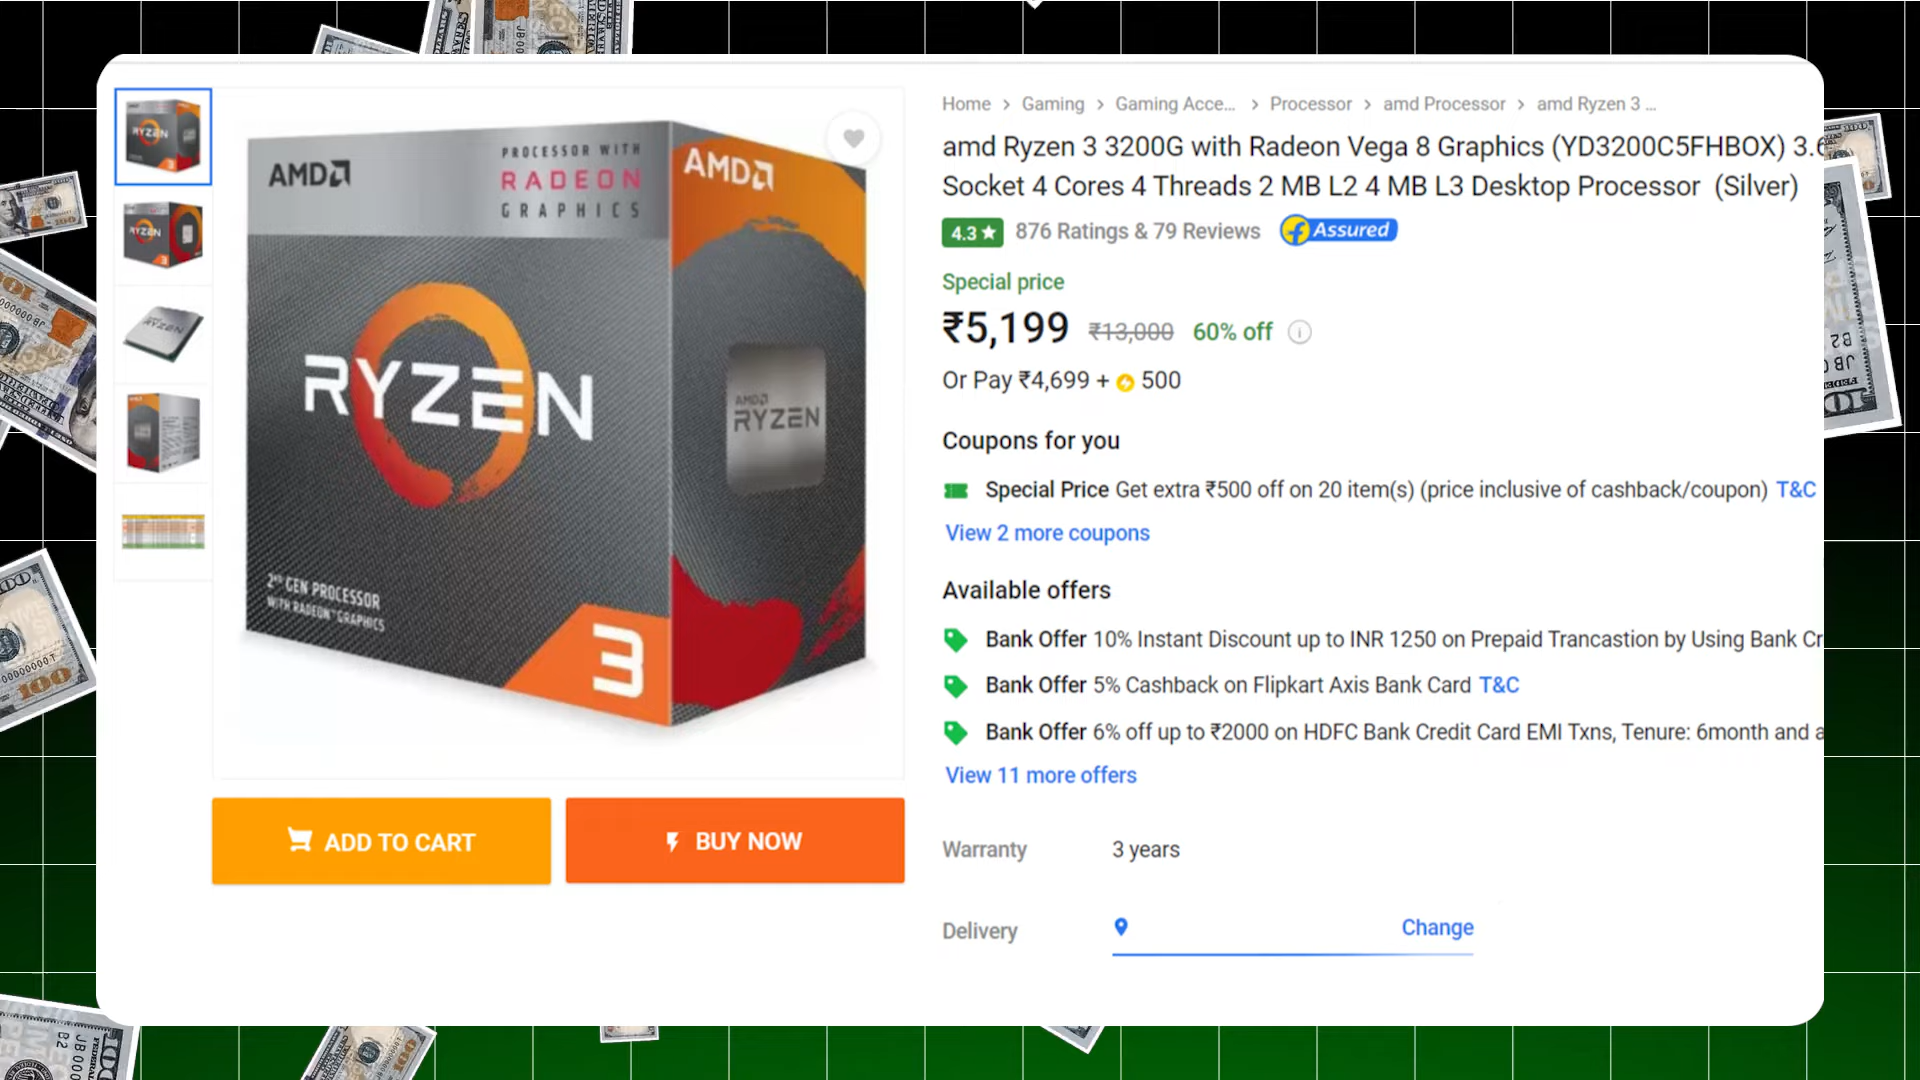 Home > Gaming > Gaming Acce... > Processor > amd Processor > amd Ryzen 3 ...
amd Ryzen 3 3200G with Radeon Vega 8 Graphics (YD3200C5FHBOX) 3.6
Socket 4 Cores 4 Threads 2 MB L2 4 MB L3 Desktop Processor (Silver)
4.3★ 876 Ratings & 79 Reviews Assured
Special price
₹5,199 ₹13,000 60% off
Or Pay ₹4,699 + 500
Coupons for you
Special Price Get extra ₹500 off on 20 item(s) (price inclusive of cashback/coupon) T&C
View 2 more coupons
Available offers
Bank Offer 10% Instant Discount up to INR 1250 on Prepaid Trancastion by Using Bank Cr
Bank Offer 5% Cashback on Flipkart Axis Bank Card T&C
Bank Offer 6% off up to ₹2000 on HDFC Bank Credit Card EMI Txns, Tenure: 6month and a
View 11 more offers
Warranty 3 years
Delivery Change
AMD
PROCESSOR WITH
RADEON
GRAPHICS
RYZEN
2ND GEN PROCESSOR
WITH RADEON™ GRAPHICS
3
AMD
AMD
RYZEN
ADD TO CART
BUY NOW